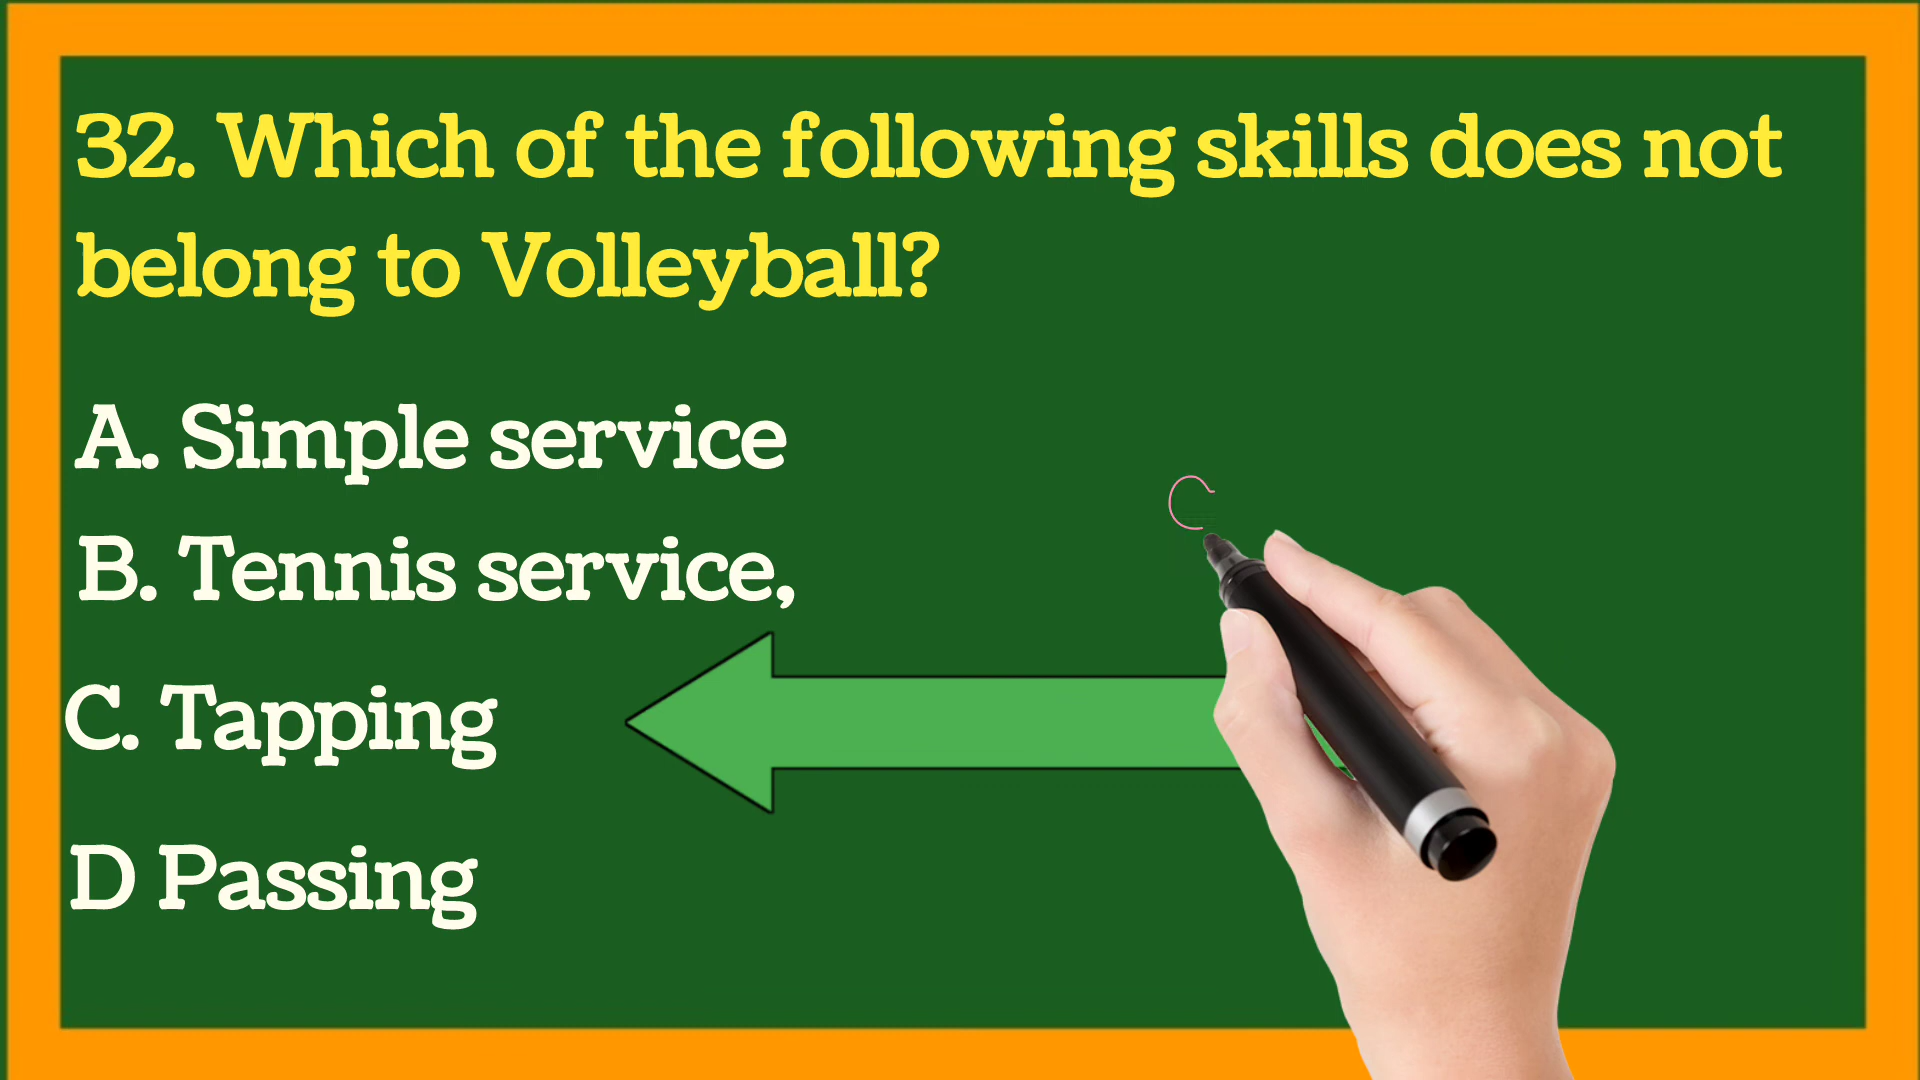 32. Which of the following skills does not
belong to Volleyball?
A. Simple service
B. Tennis service,
C. Tapping
C
D Passing